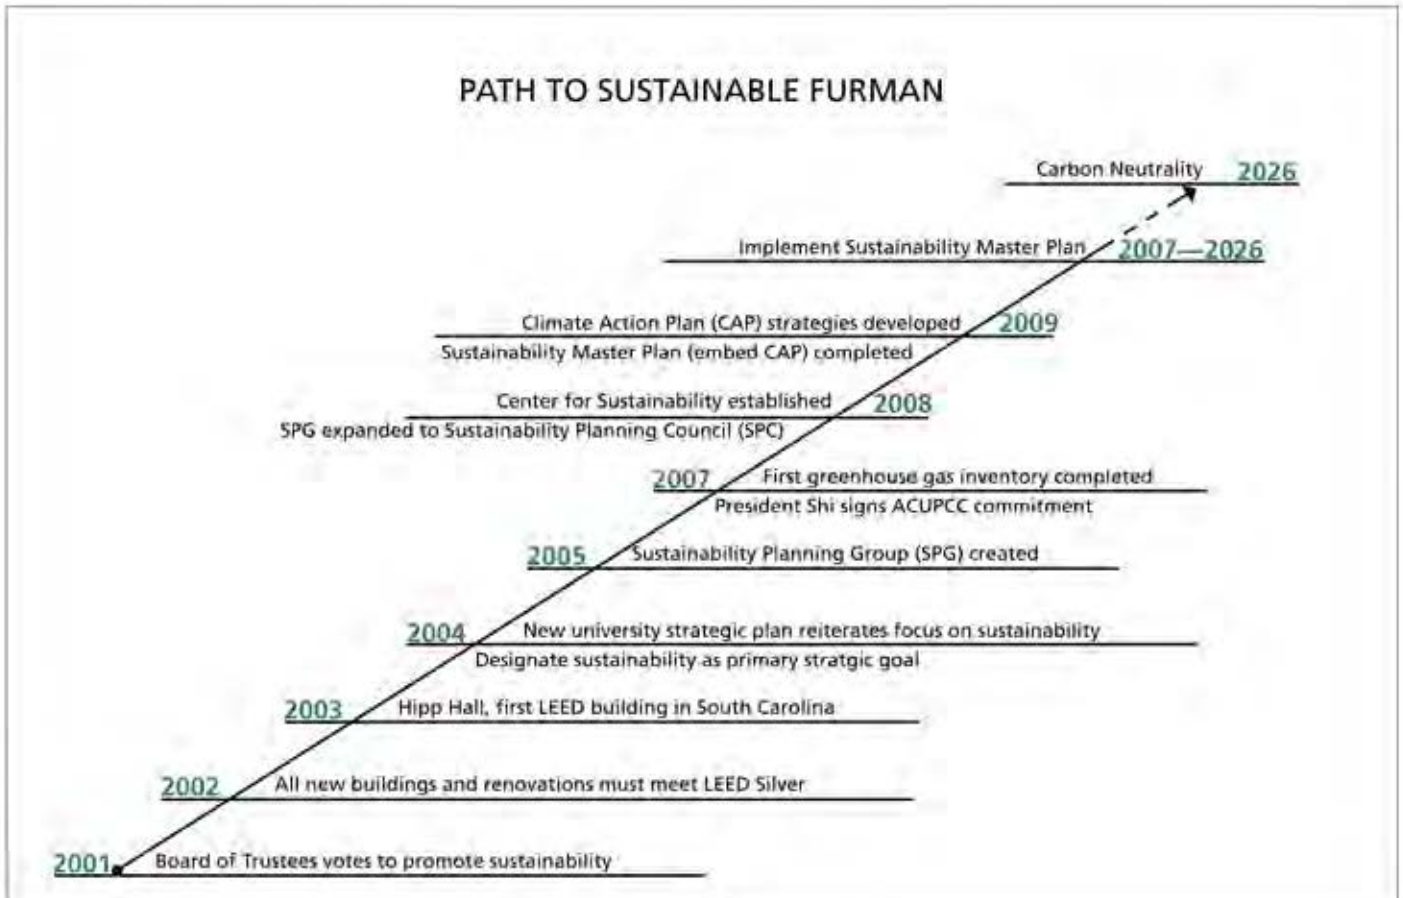 PATH TO SUSTAINABLE FURMAN
Carbon Neutrality 2026
Implement Sustainability Master Plan 2007—2026
Climate Action Plan (CAP) strategies developed 2009
Sustainability Master Plan (embed CAP) completed
Center for Sustainability established 2008
SPG expanded to Sustainability Planning Council (SPC)
2007 First greenhouse gas inventory completed
President Shi signs ACUPCC commitment
2005 Sustainability Planning Group (SPG) created
2004 New university strategic plan reiterates focus on sustainability
Designate sustainability as primary stratgic goal
2003 Hipp Hall, first LEED building in South Carolina
2002 All new buildings and renovations must meet LEED Silver
2001 Board of Trustees votes to promote sustainability